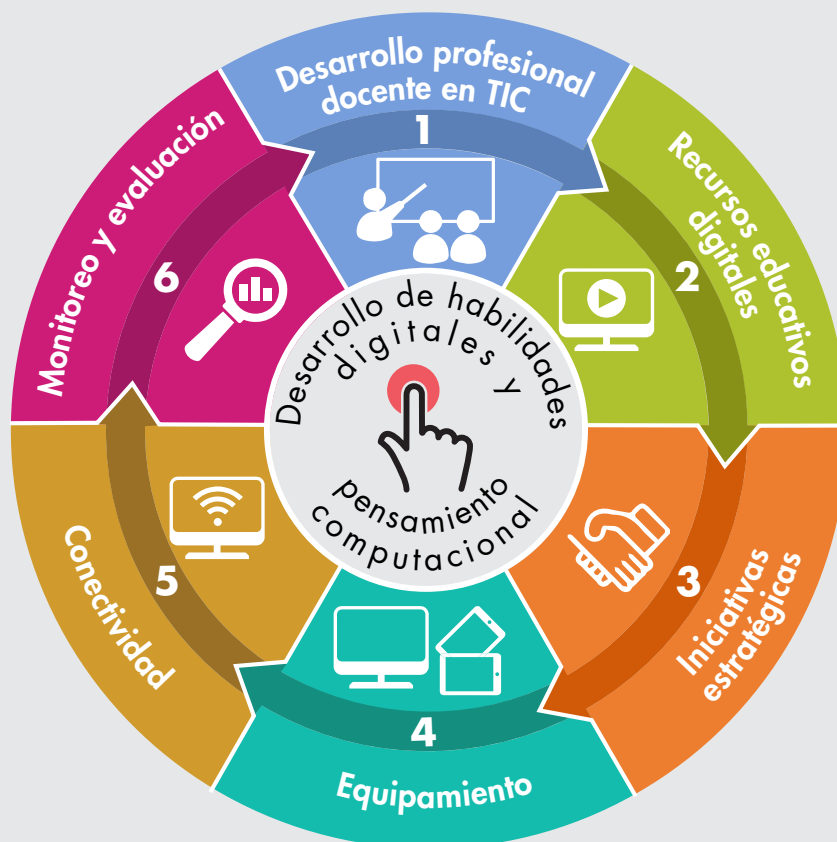 Desarrollo profesional
docente en TIC
1
Recursos educativos
digitales
2
Iniciativas
estratégicas
3
Equipamiento
4
Conectividad
5
Monitoreo y evaluación
6
Desarrollo de habilidades
digitales y
pensamiento
computacional